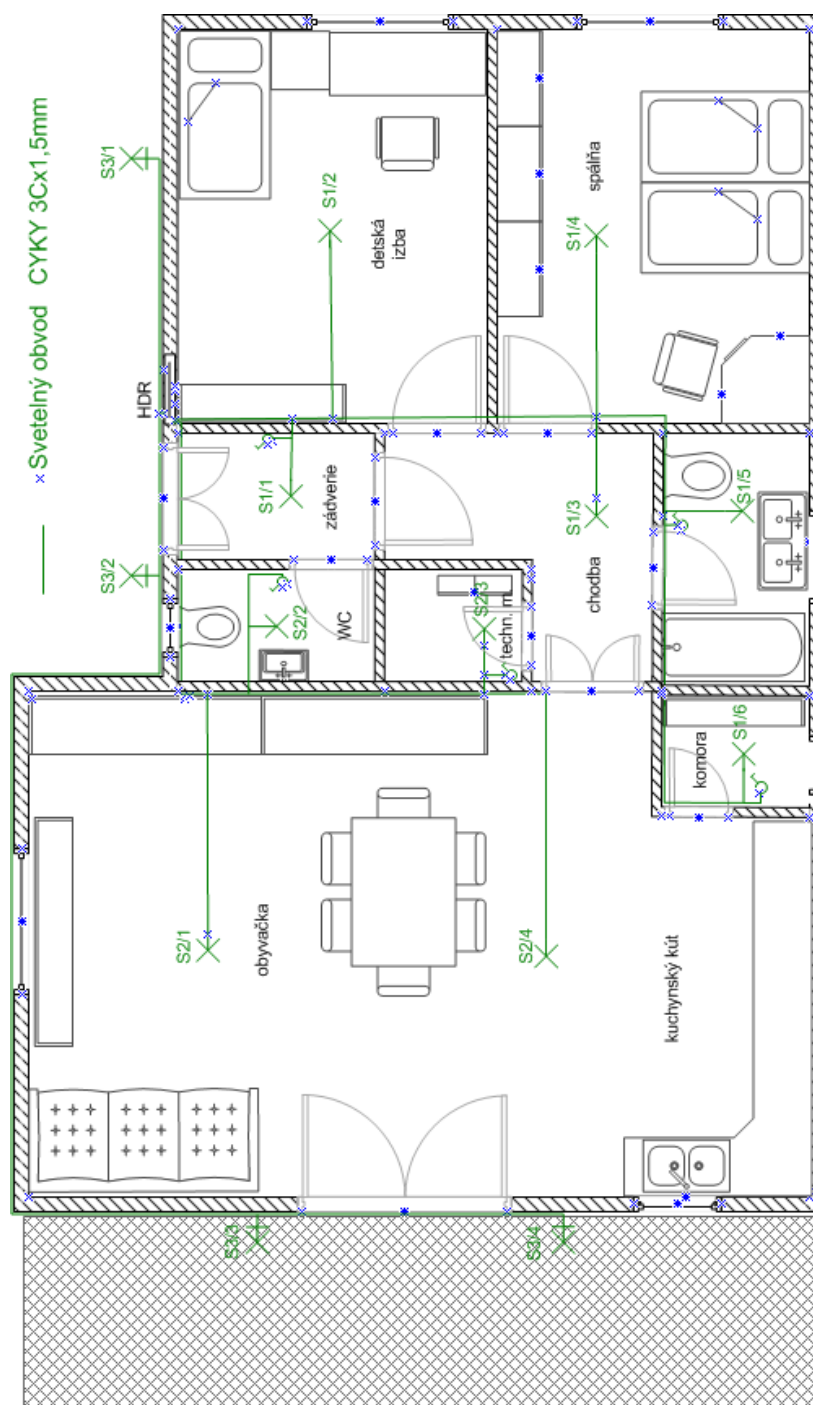 Svetelný obvod CYKY 3Cx1,5mm
S3/2
S3/1
HDR
S2/1
S3/3
obyvačka
S1/1
S2/2
zádverie
S1/2
WC
detská
izba
S2/3
techn. m
S2/4
S3/4
S1/3
S1/4
chodba
spálňa
kuchynský kút
komora
S1/6
S1/5